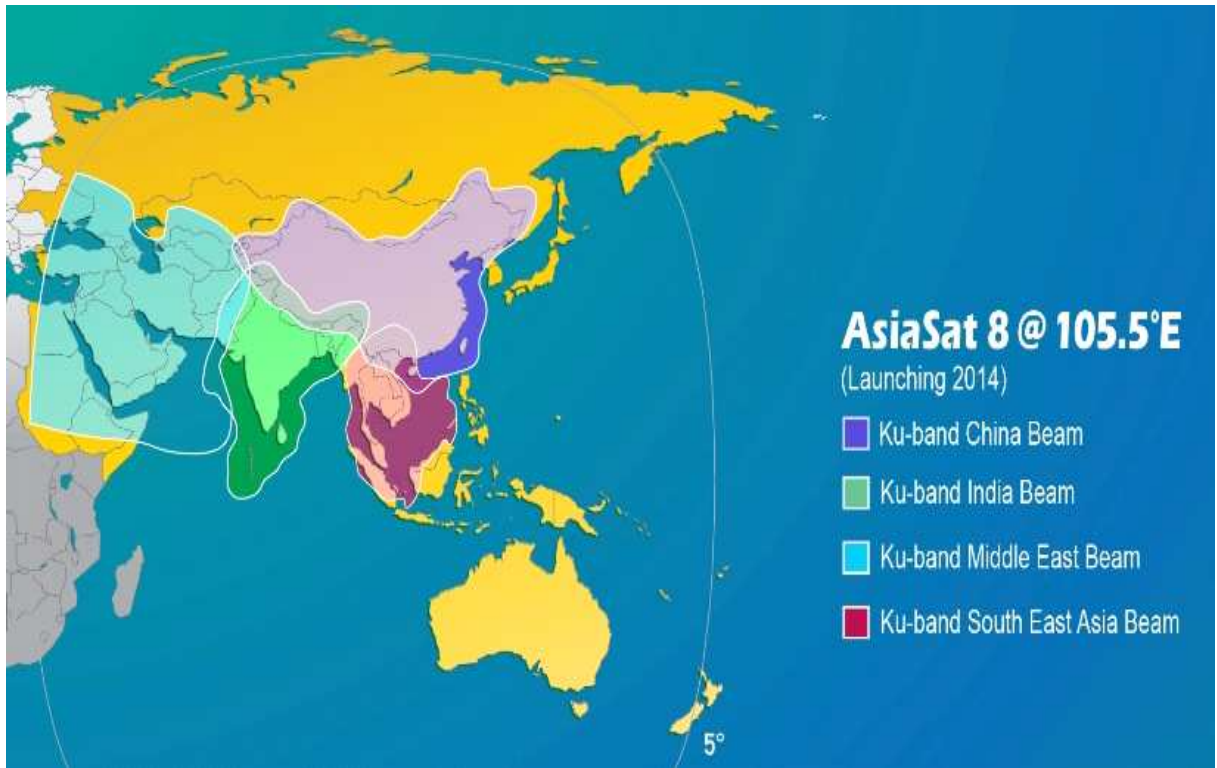 AsiaSat 8 @ 105.5°E
(Launching 2014)
Ku-band China Beam
Ku-band India Beam
Ku-band Middle East Beam
Ku-band South East Asia Beam
5°